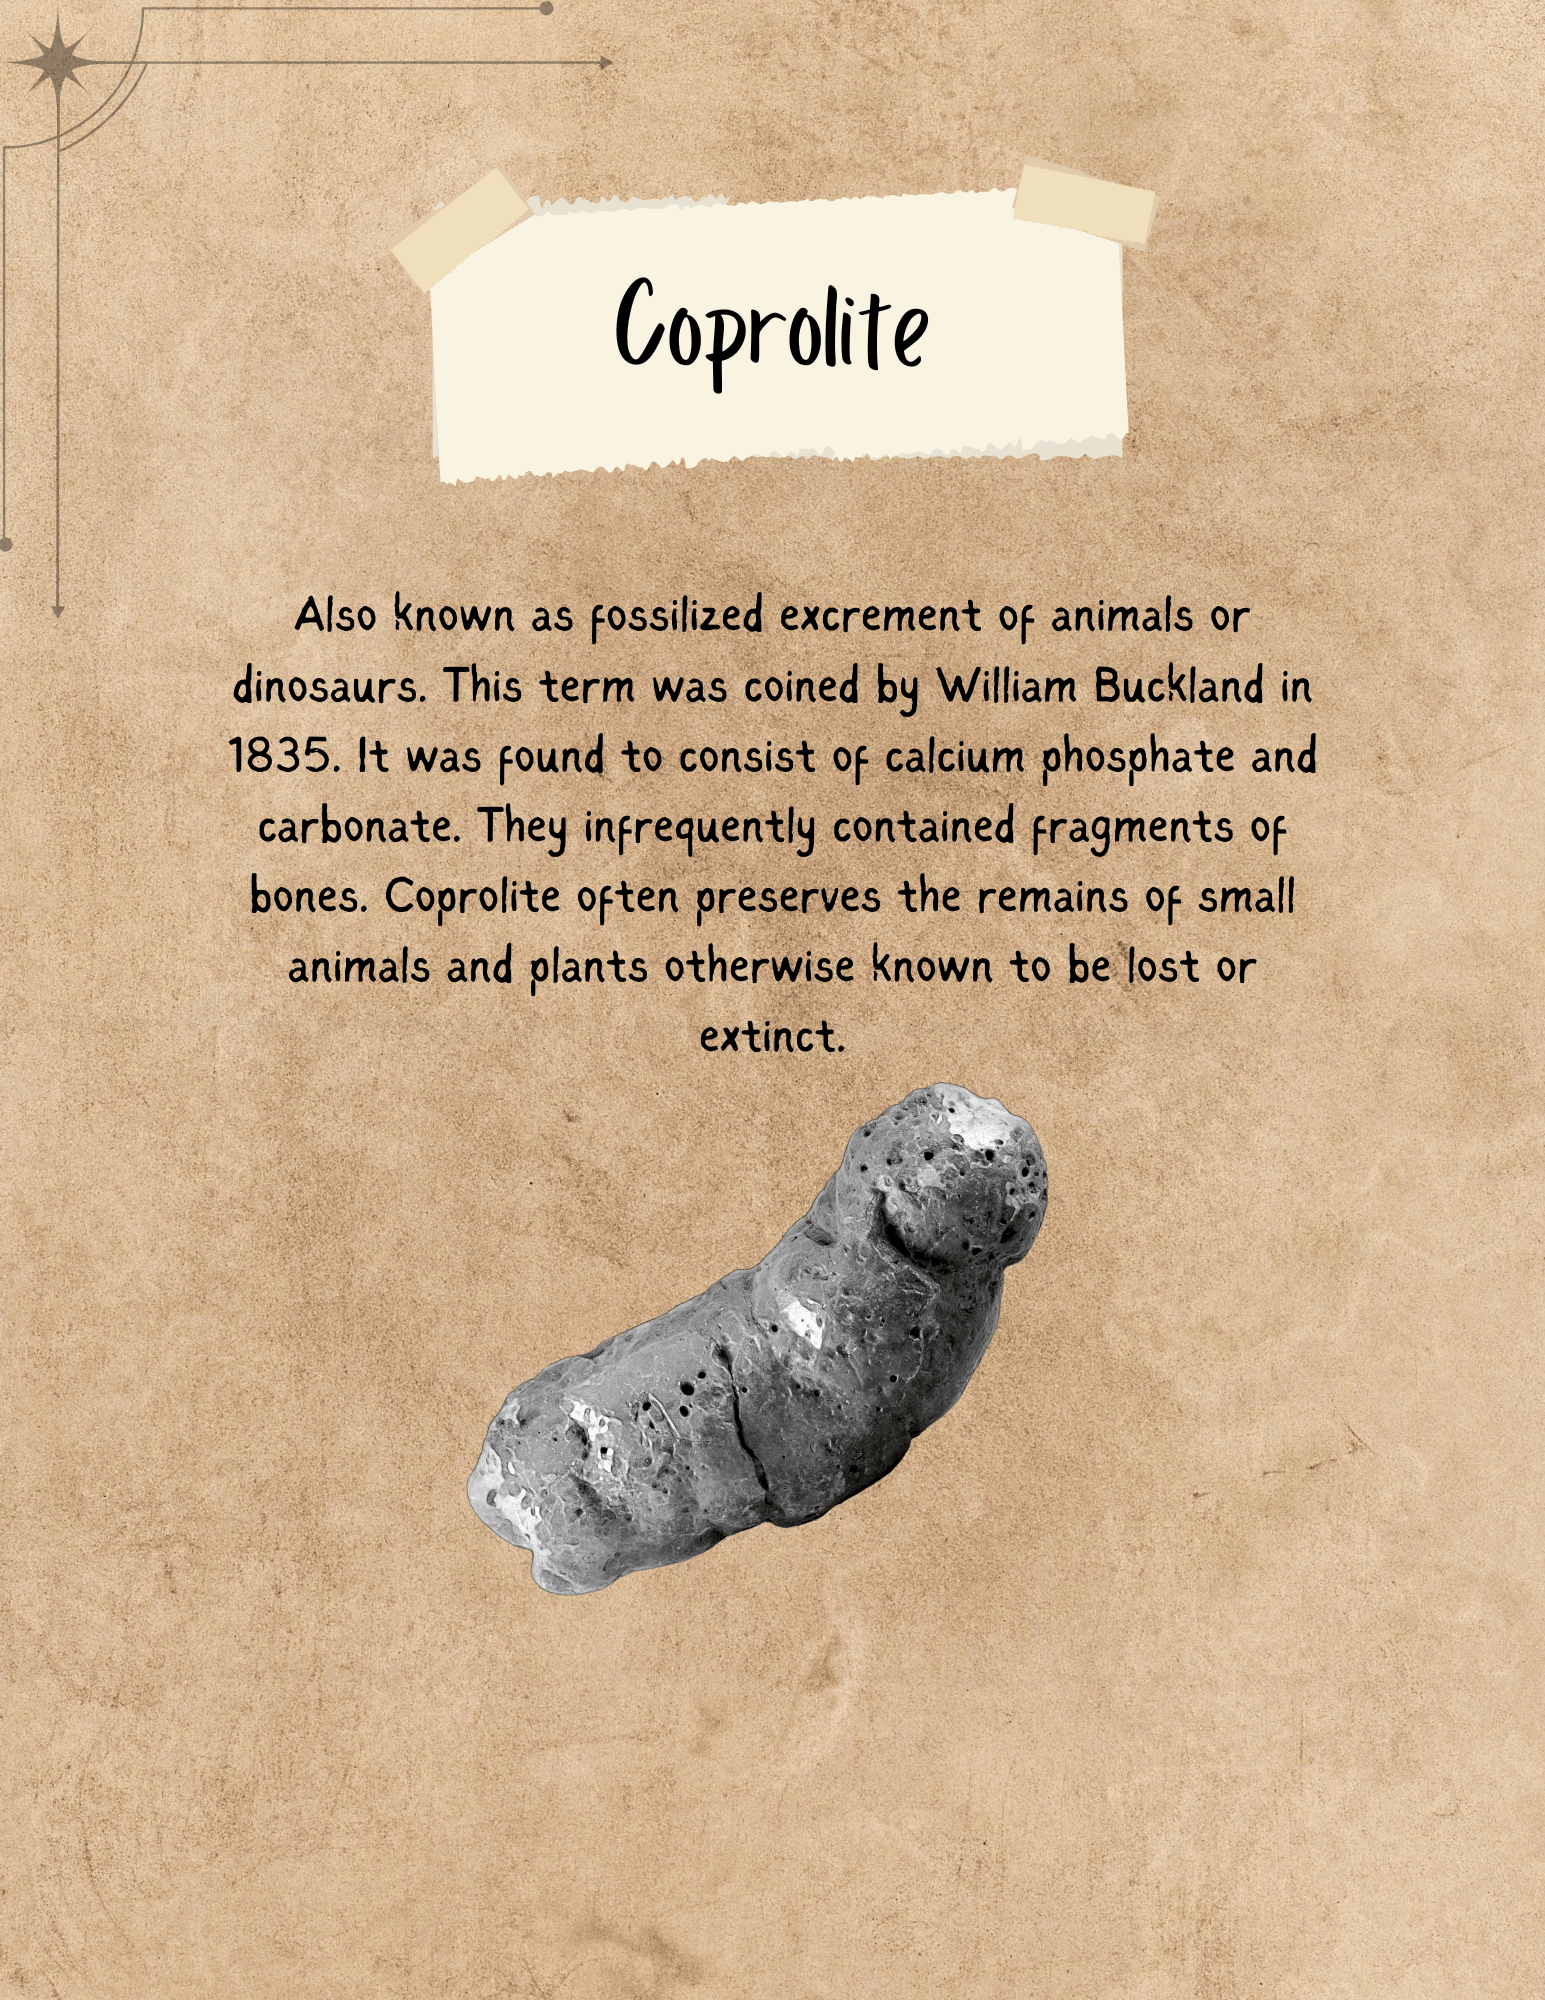 Coprolite
Also known as fossilized excrement of animals or
dinosaurs. This term was coined by William Buckland in
1835. It was found to consist of calcium phosphate and
carbonate. They infrequently contained fragments of
bones. Coprolite often preserves the remains of small
animals and plants otherwise known to be lost or
extinct.